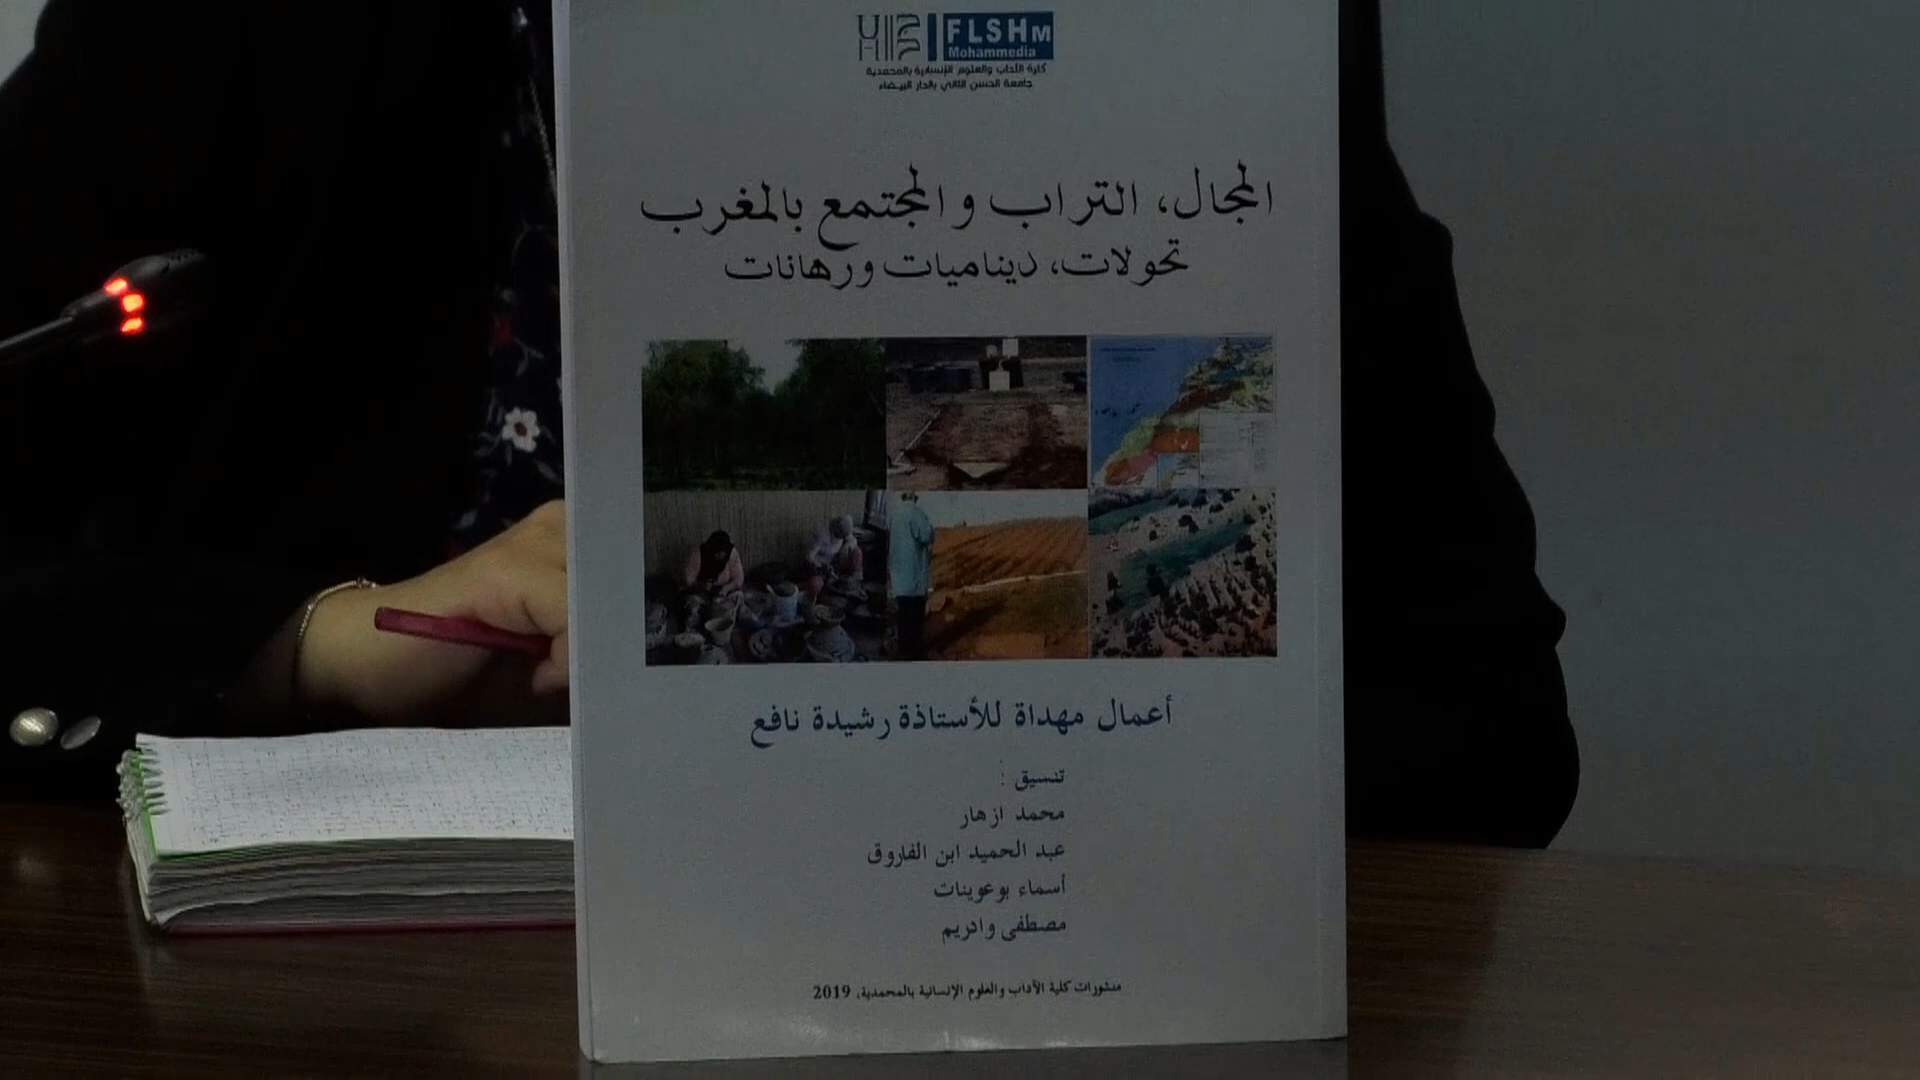 FLSHM
Mohammedia
كلية الآداب والعلوم الإنسانية بالمحمدية
جامعة الحسن الثاني بالدار البيضاء
المجال، التراب والمجتمع بالمغرب
تحولات، ديناميات ورهانات
أعمال مهداة للأستاذة رشيدة نافع
تنسيق :
محمد ازهار
عبد الحميد ابن الفاروق
أسماء بوعوينات
مصطفى وادريم
منشورات كلية الآداب والعلوم الإنسانية بالمحمدية، 2019